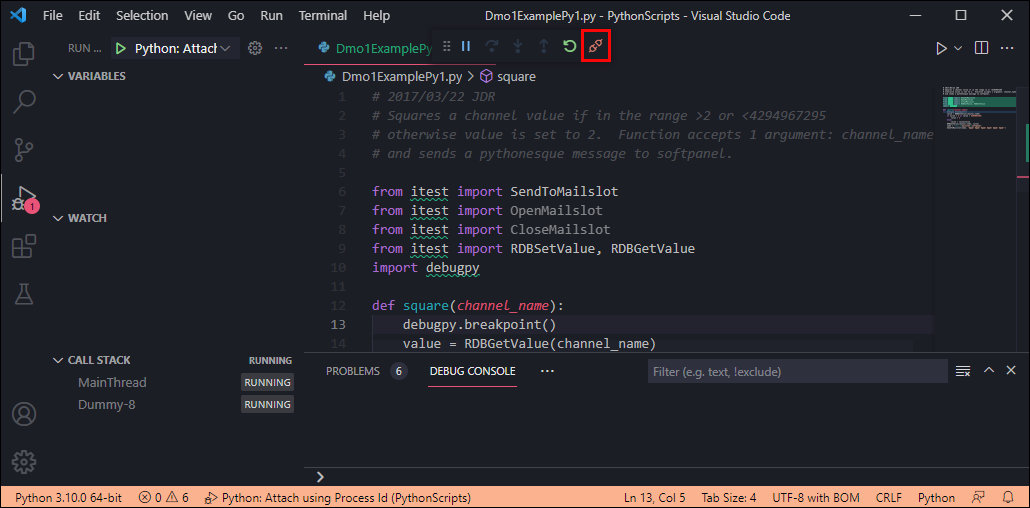 File Edit Selection View Go Run Terminal Help Dmo1ExamplePy1.py - PythonScripts - Visual Studio Code
RUN ... Python: Attach
Dmo1ExamplePy
Dmo1ExamplePy1.py > square
VARIABLES
1 # 2017/03/22 JDR
2 # Squares a channel value if in the range >2 or <4294967295
3 # otherwise value is set to 2.  Function accepts 1 argument: channel_name
4 # and sends a pythonesque message to softpanel.
5
6 from itest import SendToMailslot
7 from itest import OpenMailslot
8 from itest import CloseMailslot
9 from itest import RDBSetValue, RDBGetValue
10 import debugpy
11
12 def square(channel_name):
13     debugpy.breakpoint()
14     value = RDBGetValue(channel_name)
1
WATCH
CALL STACK RUNNING
MainThread RUNNING
Dummy-8 RUNNING
PROBLEMS 6 DEBUG CONSOLE ... Filter (e.g. text, !exclude)
>
Python 3.10.0 64-bit 0 6 Python: Attach using Process Id (PythonScripts) Ln 13, Col 5 Tab Size: 4 UTF-8 with BOM CRLF Python